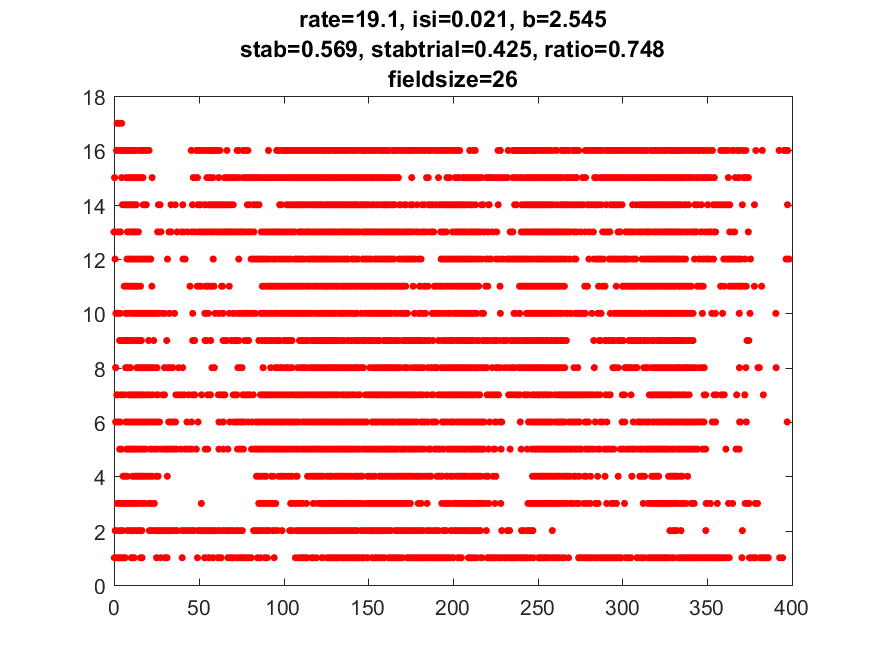 rate=19.1, isi=0.021, b=2.545
stab=0.569, stabtrial=0.425, ratio=0.748
fieldsize=26
18
16
14
12
10
8
6
4
2
0
0 50 100 150 200 250 300 350 400